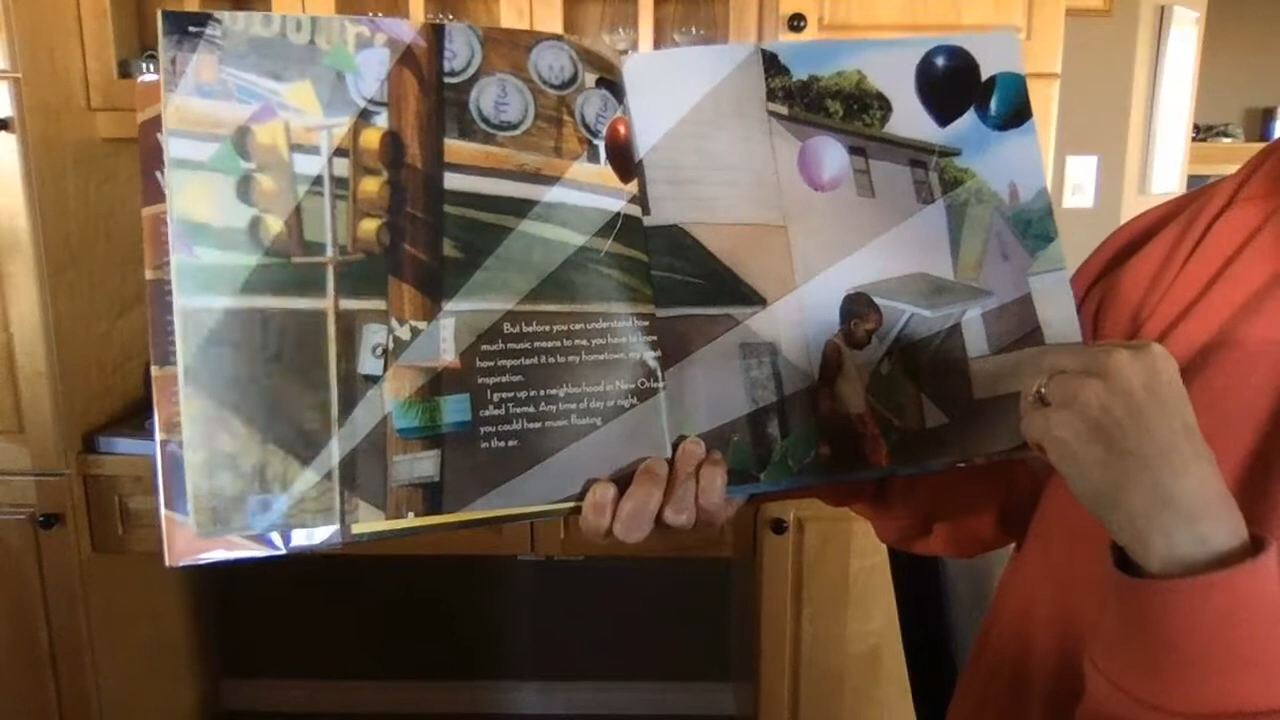 But before you can understand how
much music means to me, you have to know
how important it is to my hometown, my great
inspiration.
I grew up in a neighborhood in New Orlea
called Tremé. Any time of day or night,
you could hear music floating
in the air.